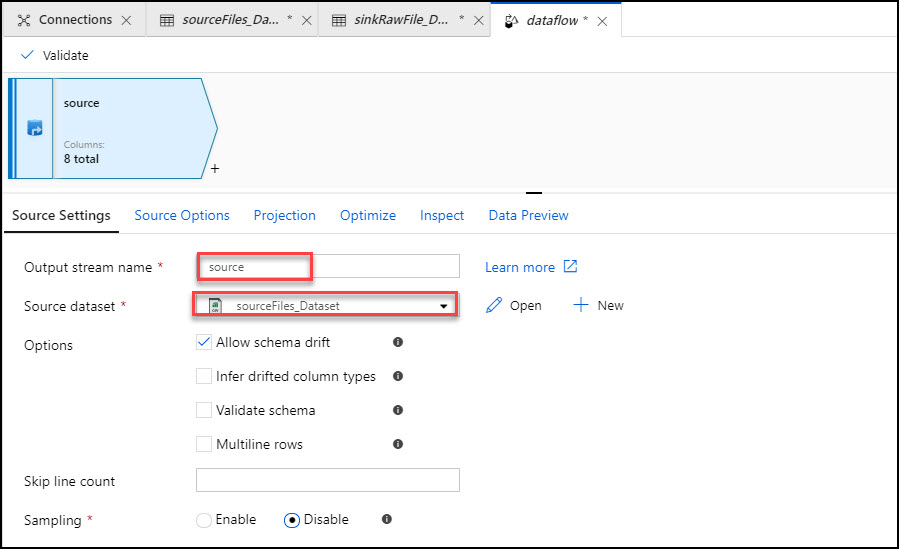 Connections
sourceFiles_Da... *
sinkRawFile_D... *
dataflow *
Validate
source
Columns:
8 total
+
Source Settings Source Options Projection Optimize Inspect Data Preview
Output stream name * source Learn more
Source dataset * sourceFiles_Dataset Open New
Options Allow schema drift
Infer drifted column types
Validate schema
Multiline rows
Skip line count
Sampling * Enable Disable